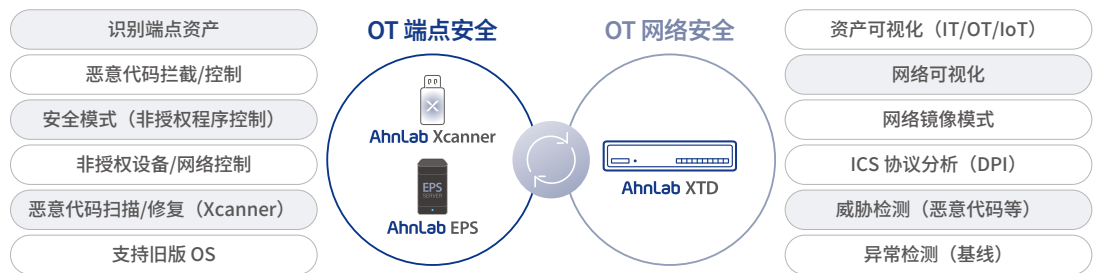 识别端点资产
恶意代码拦截/控制
安全模式（非授权程序控制）
非授权设备/网络控制
恶意代码扫描/修复（Xcanner）
支持旧版 OS
OT 端点安全
AhnLab Xcanner
EPS
SERVER
AhnLab EPS
OT 网络安全
AhnLab XTD
资产可视化（IT/OT/IoT）
网络可视化
网络镜像模式
ICS 协议分析（DPI）
威胁检测（恶意代码等）
异常检测（基线）